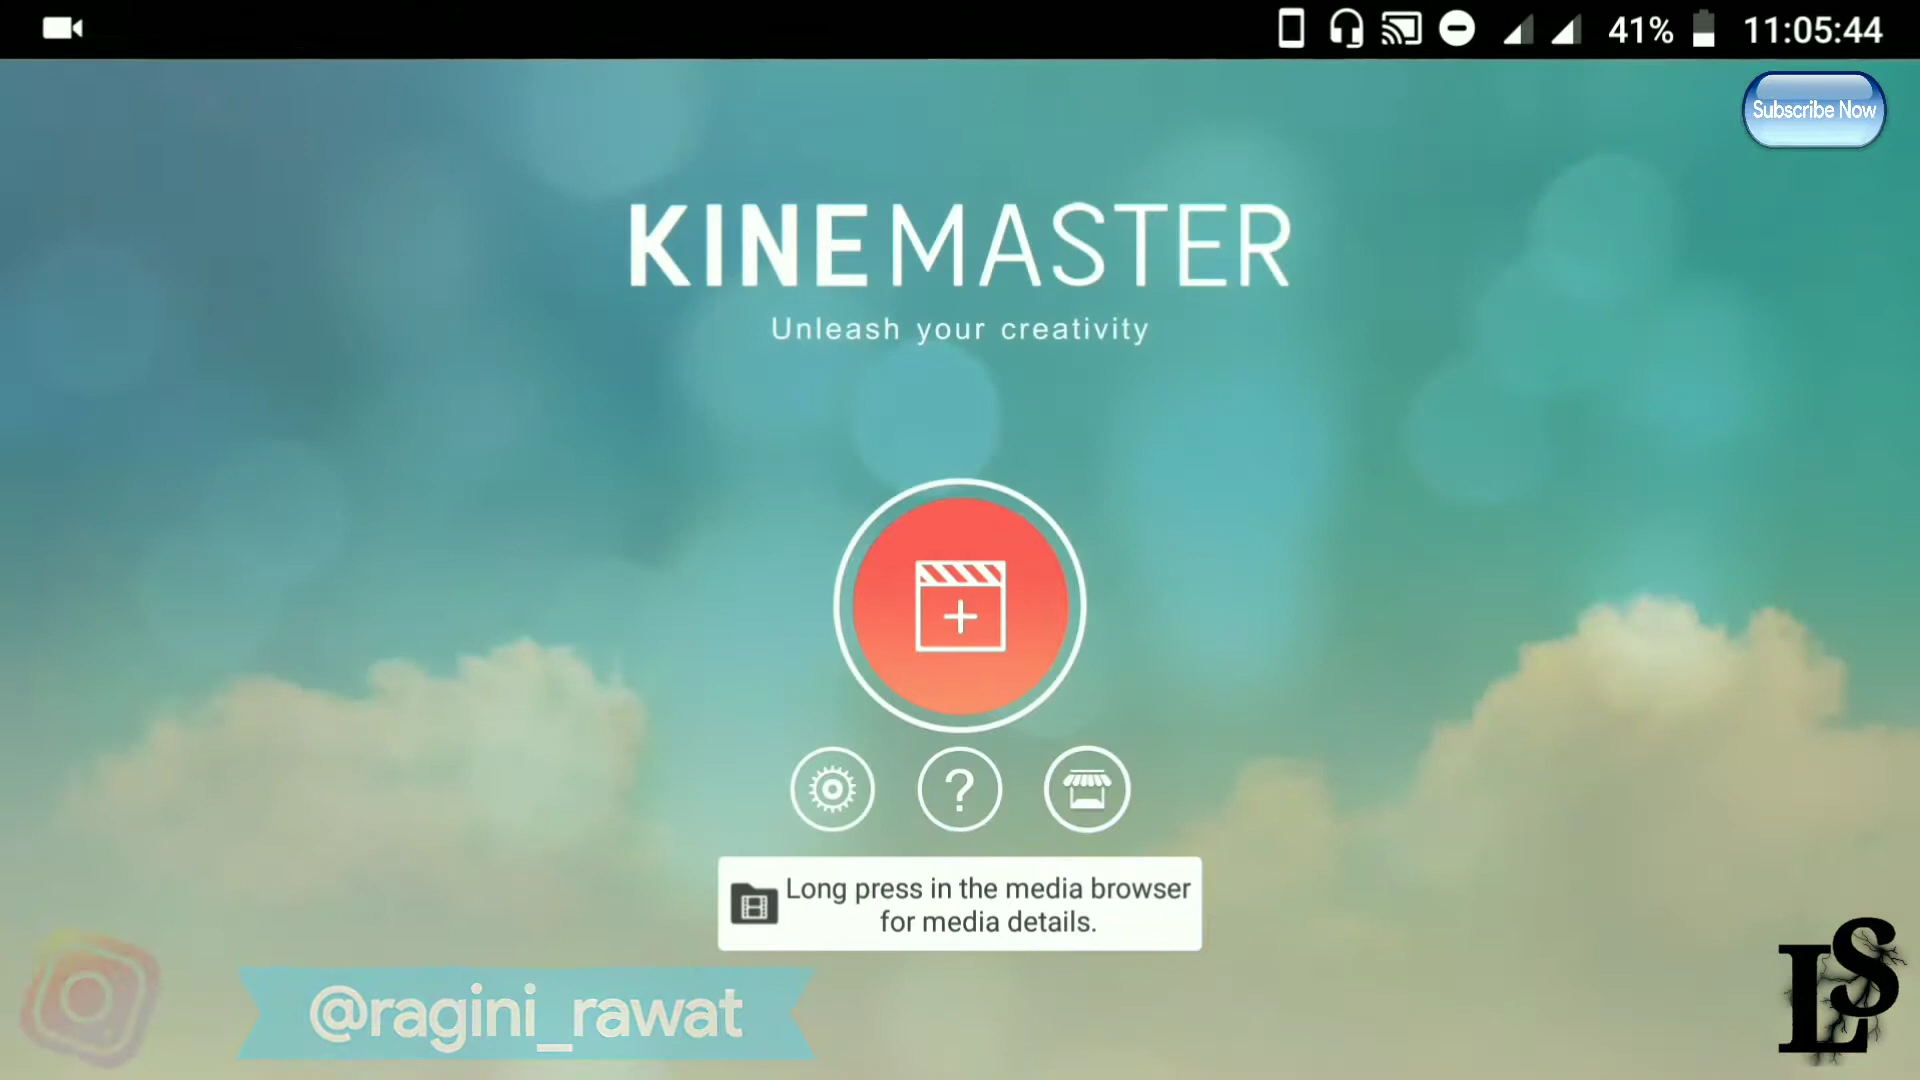 41% 11:05:44
Subscribe Now
KINEMASTER
Unleash your creativity
?
Long press in the media browser
for media details.
@ragini_rawat
LS